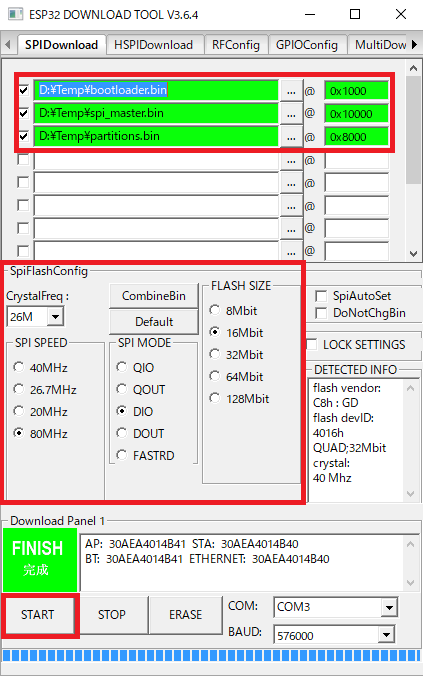 ESP32 DOWNLOAD TOOL V3.6.4
SPIDownload HSPIDownload RFConfig GPIOConfig MultiDow
D:¥Temp¥bootloader.bin ... @ 0x1000
D:¥Temp¥spi_master.bin ... @ 0x10000
D:¥Temp¥partitions.bin ... @ 0x8000
... @
... @
... @
... @
... @
SpiFlashConfig
CrystalFreq :
26M
CombineBin
Default
SPI SPEED
40MHz
26.7MHz
20MHz
80MHz
SPI MODE
QIO
QOUT
DIO
DOUT
FASTRD
FLASH SIZE
8Mbit
16Mbit
32Mbit
64Mbit
128Mbit
SpiAutoSet
DoNotChgBin
LOCK SETTINGS
DETECTED INFO
flash vendor:
C8h : GD
flash devID:
4016h
QUAD;32Mbit
crystal:
40 Mhz
Download Panel 1
FINISH
完成
AP: 30AEA4014B41 STA: 30AEA4014B40
BT: 30AEA4014B41 ETHERNET: 30AEA4014B40
START STOP ERASE
COM: COM3
BAUD: 576000